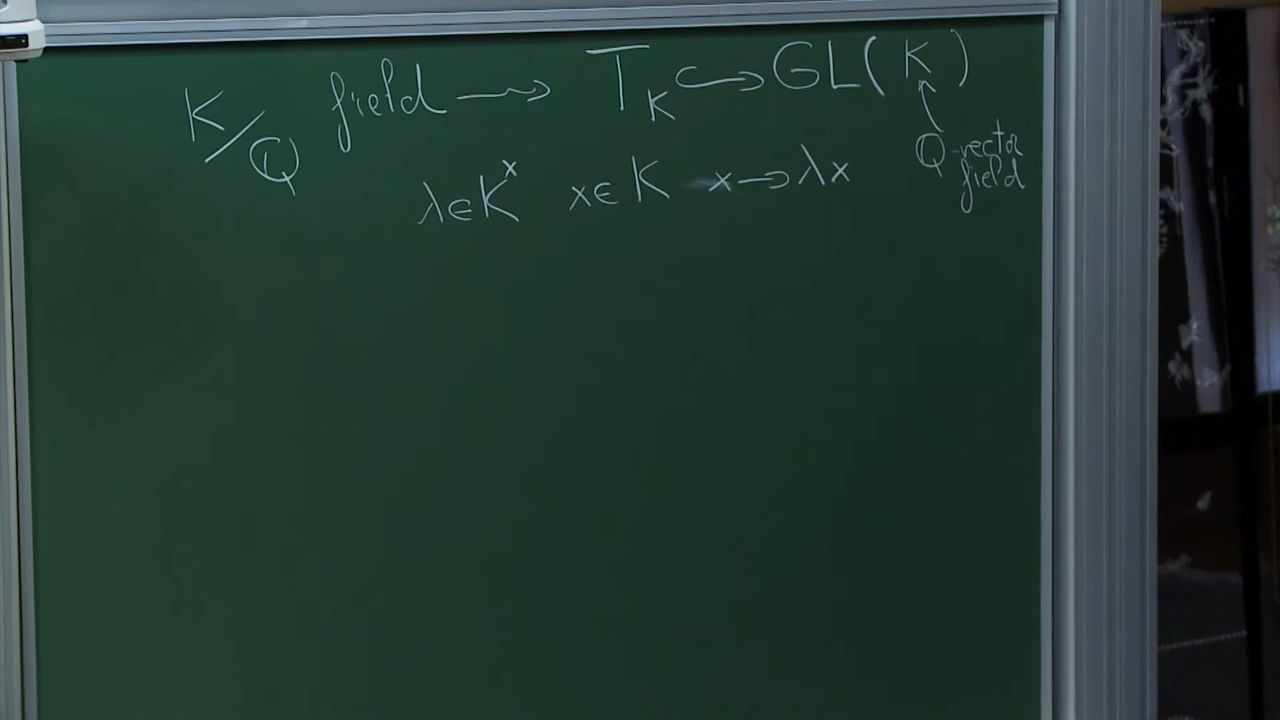 K/Q field ⟶ T_K ↪ GL(K)
λ∈K^x x∈K x→λx
↑
Q-vector
field